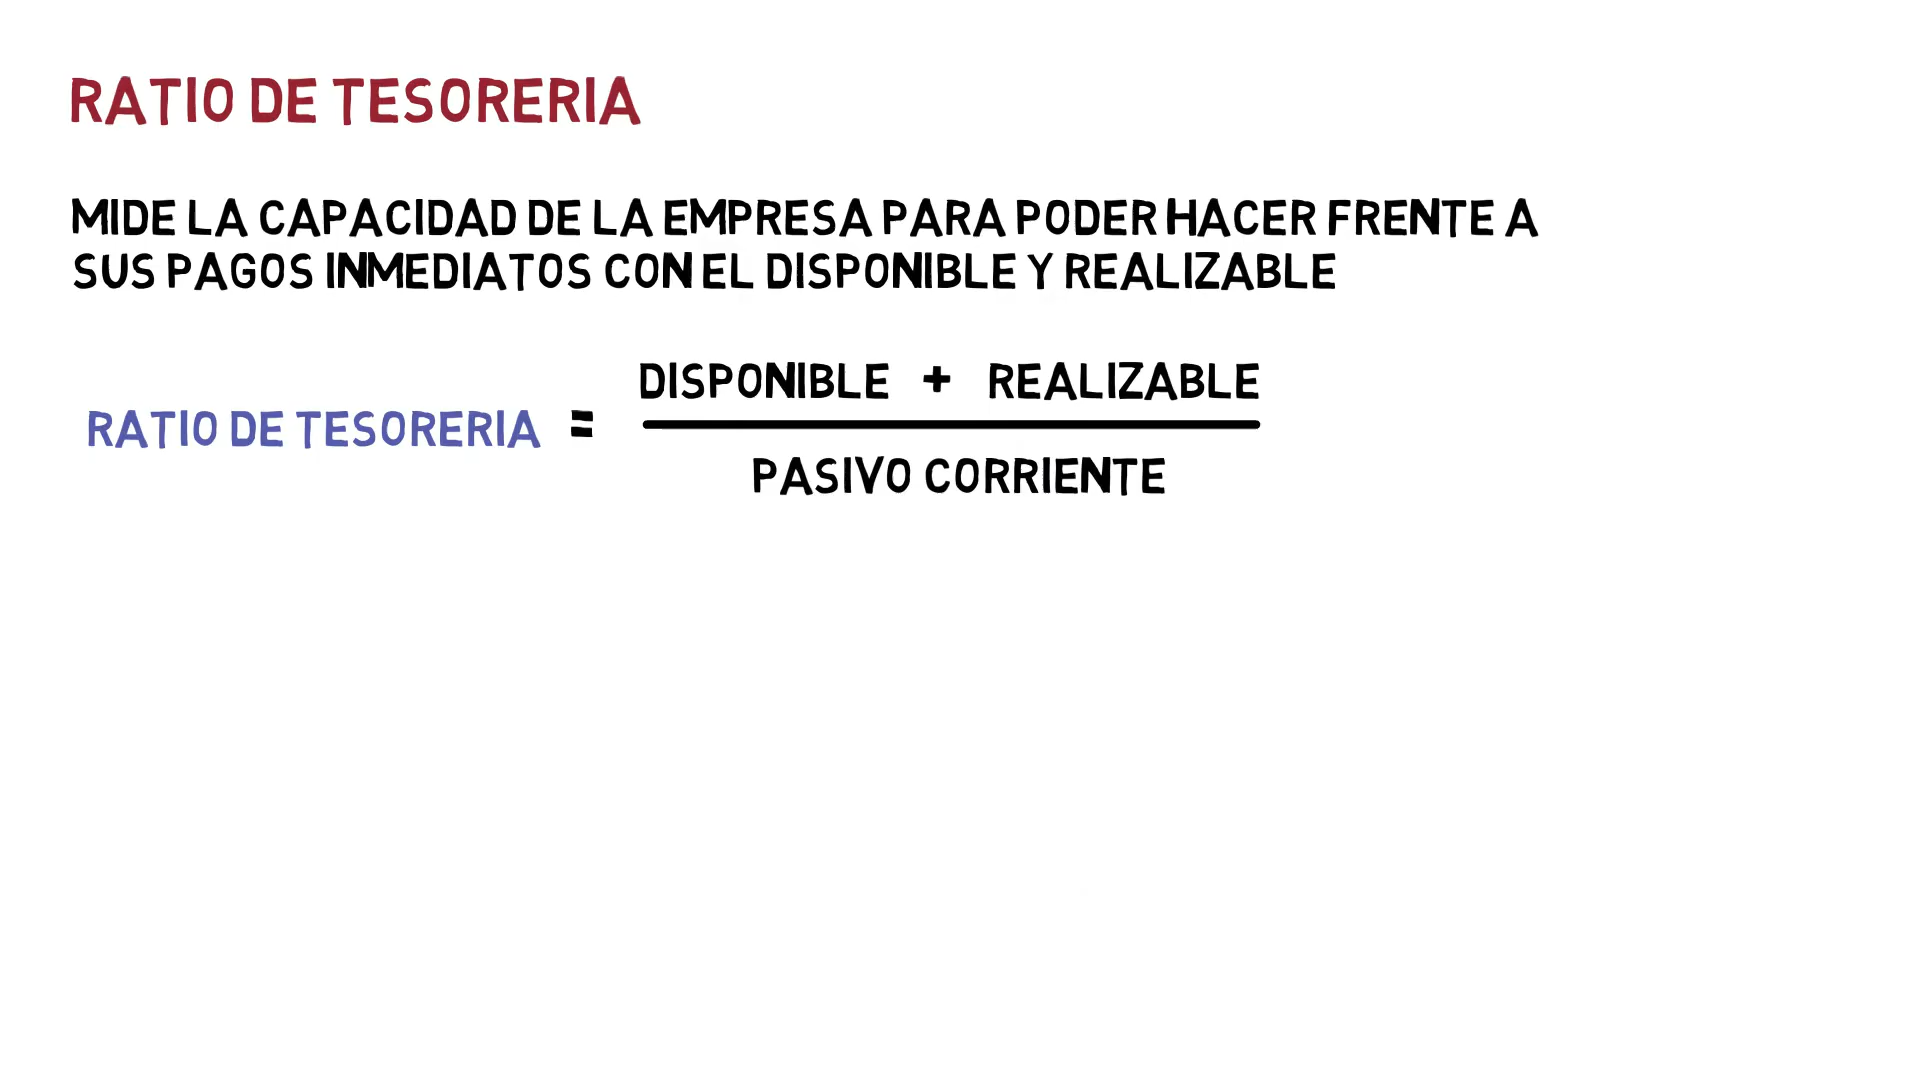 RATIO DE TESORERIA
MIDE LA CAPACIDAD DE LA EMPRESA PARA PODER HACER FRENTE A
SUS PAGOS INMEDIATOS CON EL DISPONIBLE Y REALIZABLE
DISPONIBLE + REALIZABLE
RATIO DE TESORERIA =
PASIVO CORRIENTE